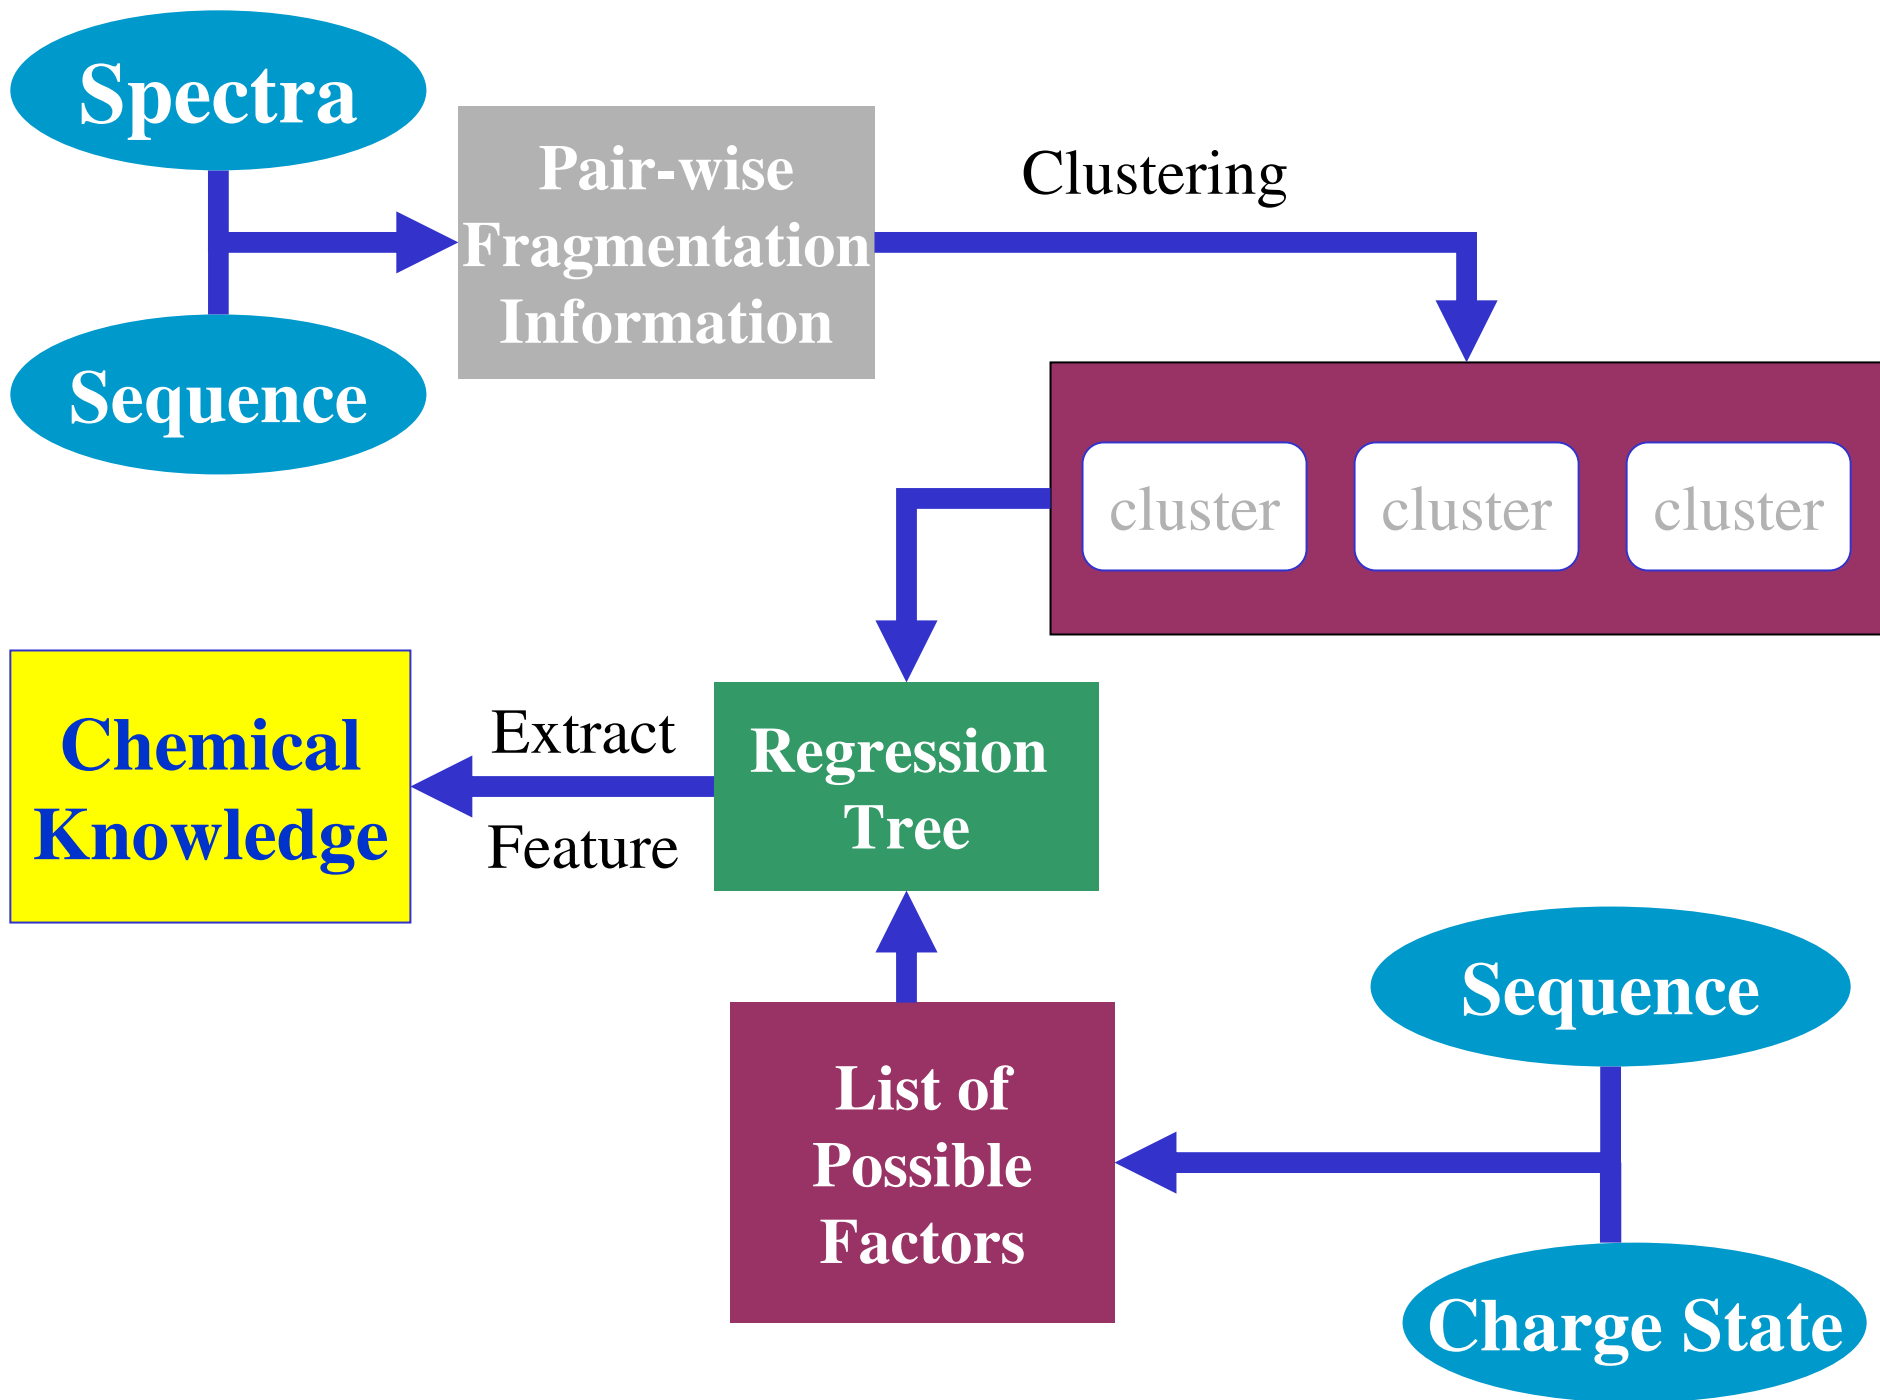 Spectra
Sequence
Pair-wise
Fragmentation
Information
Clustering
cluster cluster cluster
Chemical
Knowledge
Extract
Feature
Regression
Tree
List of
Possible
Factors
Sequence
Charge State